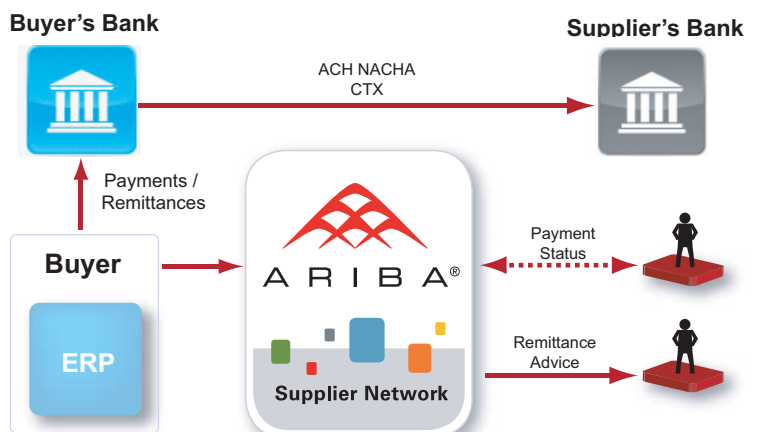 Buyer's Bank
Supplier's Bank
ACH NACHA
CTX
Payments /
Remittances
Buyer
ERP
ARIBA®
Supplier Network
Payment
Status
Remittance
Advice